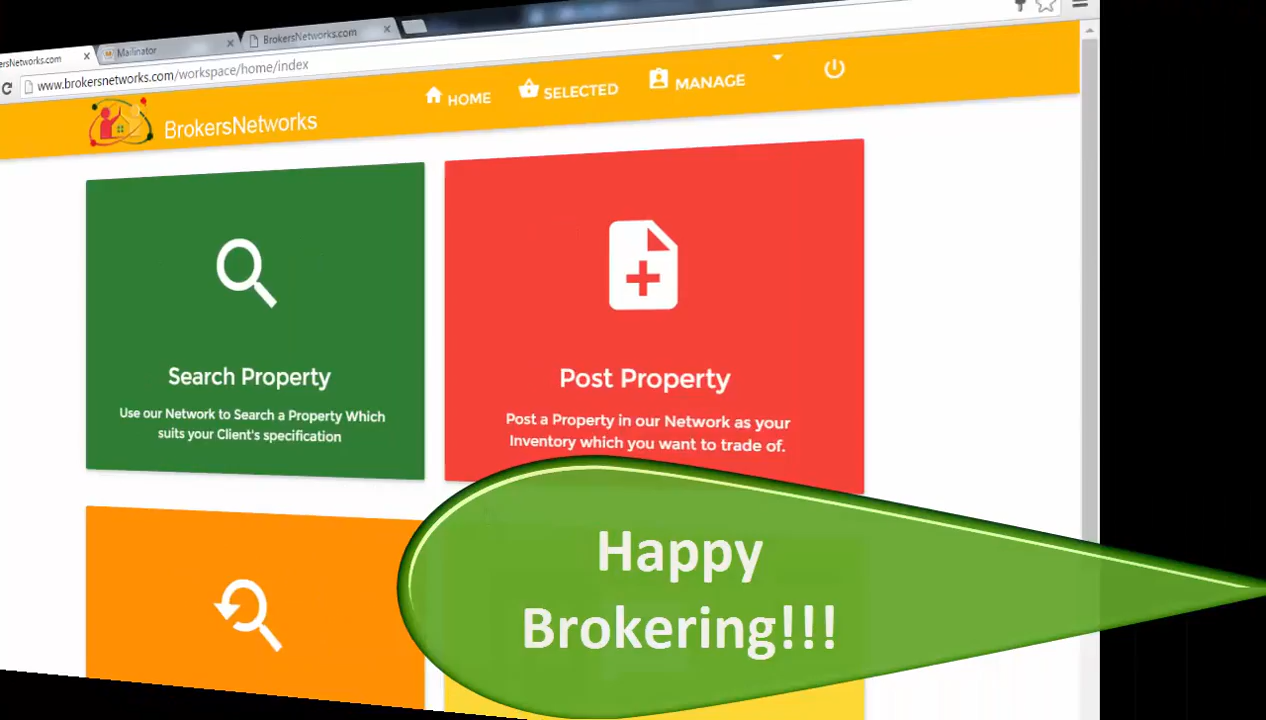 ersNetworks.com
Mailinator
BrokersNetworks.com
www.brokersnetworks.com/workspace/home/index
BrokersNetworks
HOME
SELECTED
MANAGE
Search Property
Use our Network to Search a Property Which
suits your Client's specification
Post Property
Post a Property in our Network as your
Inventory which you want to trade of.
Happy
Brokering!!!